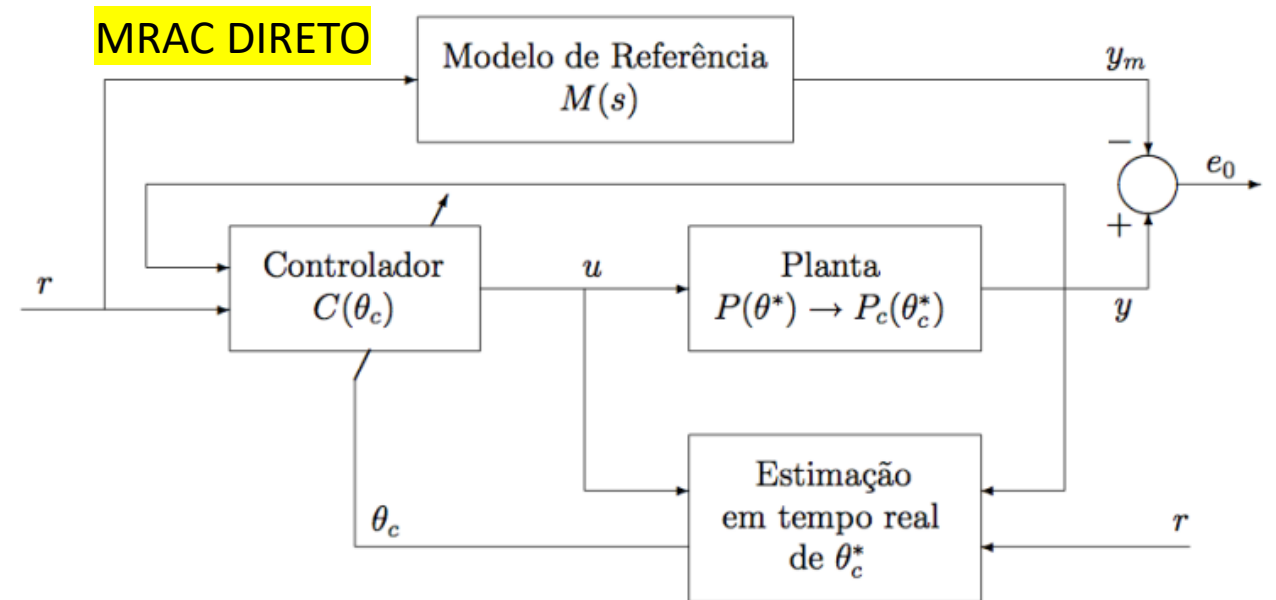 MRAC DIRETO
Modelo de Referência
M(s)
y_m
−
e_0
+
Controlador
C(θ_c)
u
Planta
P(θ*) → P_c(θ_c*)
r
y
Estimação
em tempo real
de θ_c*
θ_c
r